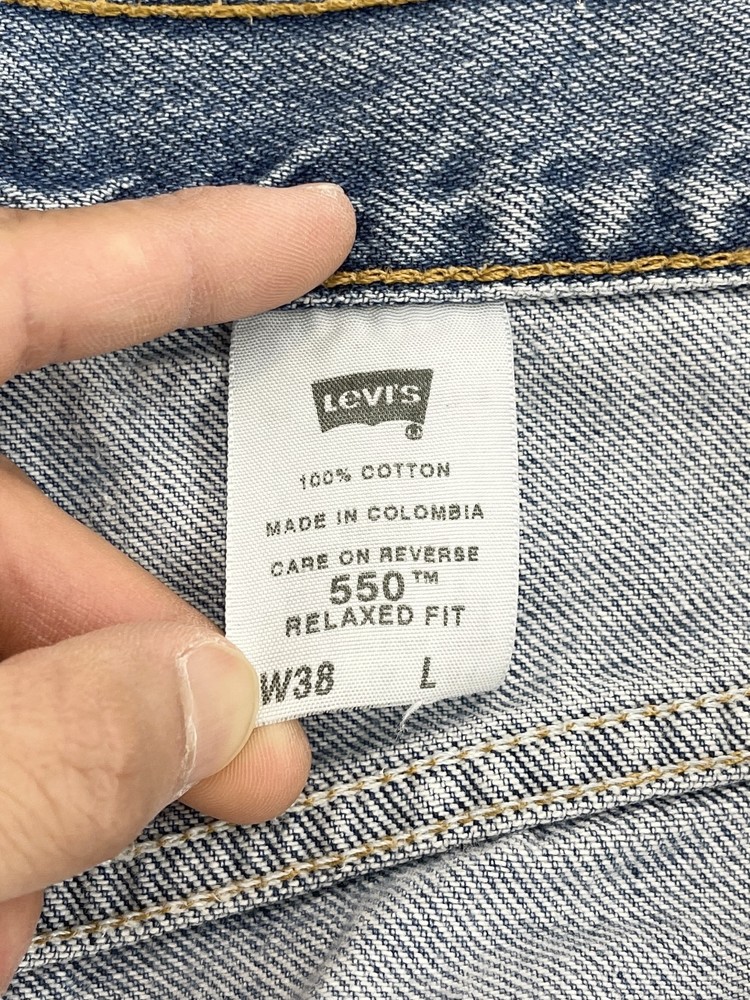 LEVI'S
100% COTTON
MADE IN COLOMBIA
CARE ON REVERSE
550™
RELAXED FIT
W38 L